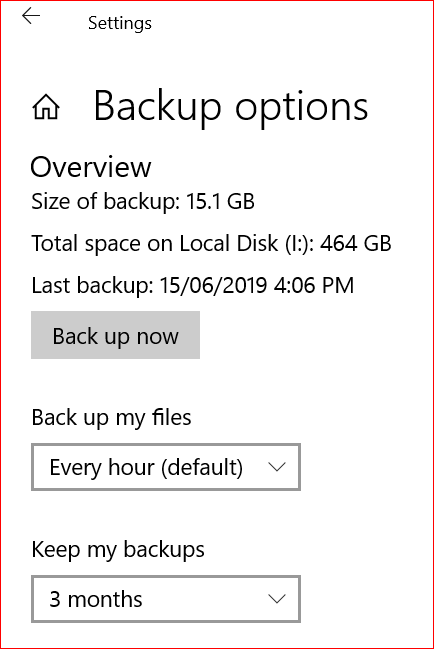 Settings
Backup options
Overview
Size of backup: 15.1 GB
Total space on Local Disk (I:): 464 GB
Last backup: 15/06/2019 4:06 PM
Back up now
Back up my files
Every hour (default)
Keep my backups
3 months